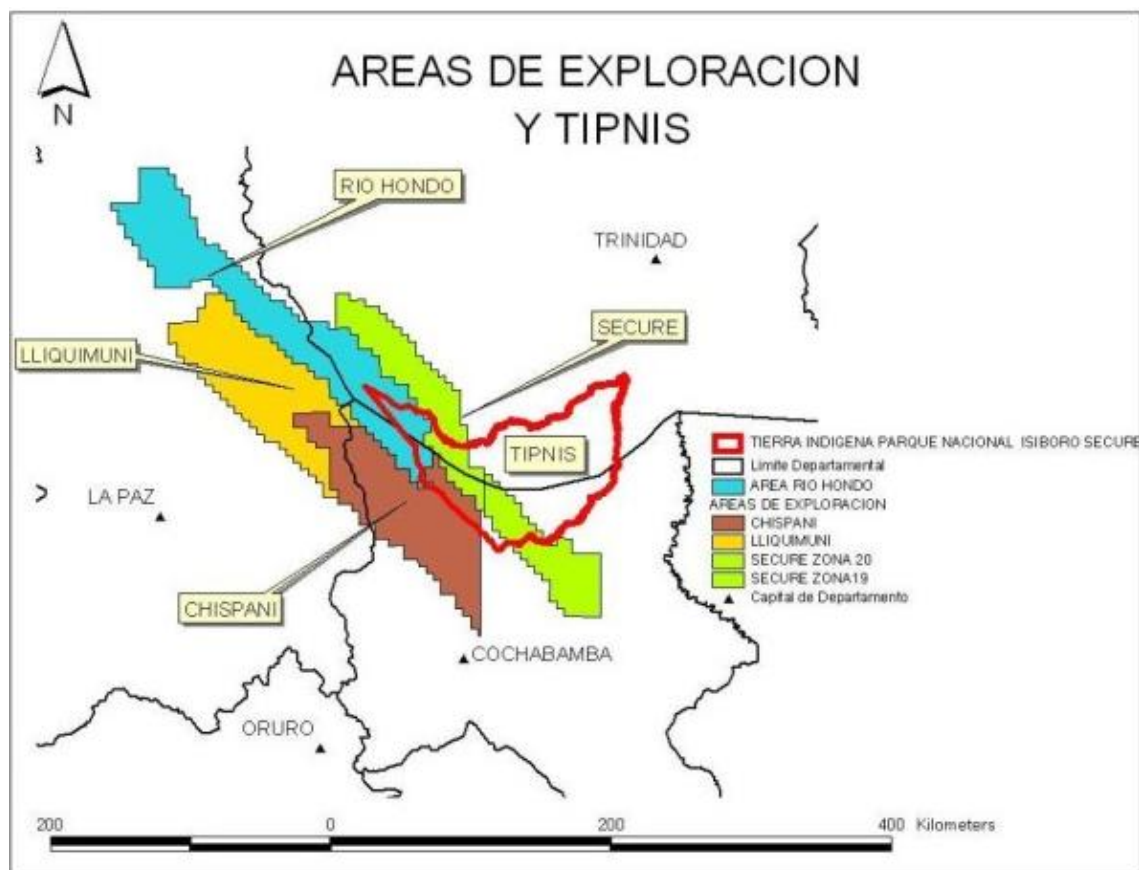 AREAS DE EXPLORACION
Y TIPNIS
N
RIO HONDO
TRINIDAD
SECURE
LLIQUIMUNI
TIPNIS
LA PAZ
CHISPANI
COCHABAMBA
ORURO
TIERRA INDIGENA PARQUE NACIONAL ISIBORO SECURE
Limite Departamental
AREA RIO HONDO
AREAS DE EXPLORACION
CHISPANI
LLIQUIMUNI
SECURE ZONA 20
SECURE ZONA19
Capital de Departamento
200 0 200 400 Kilometers